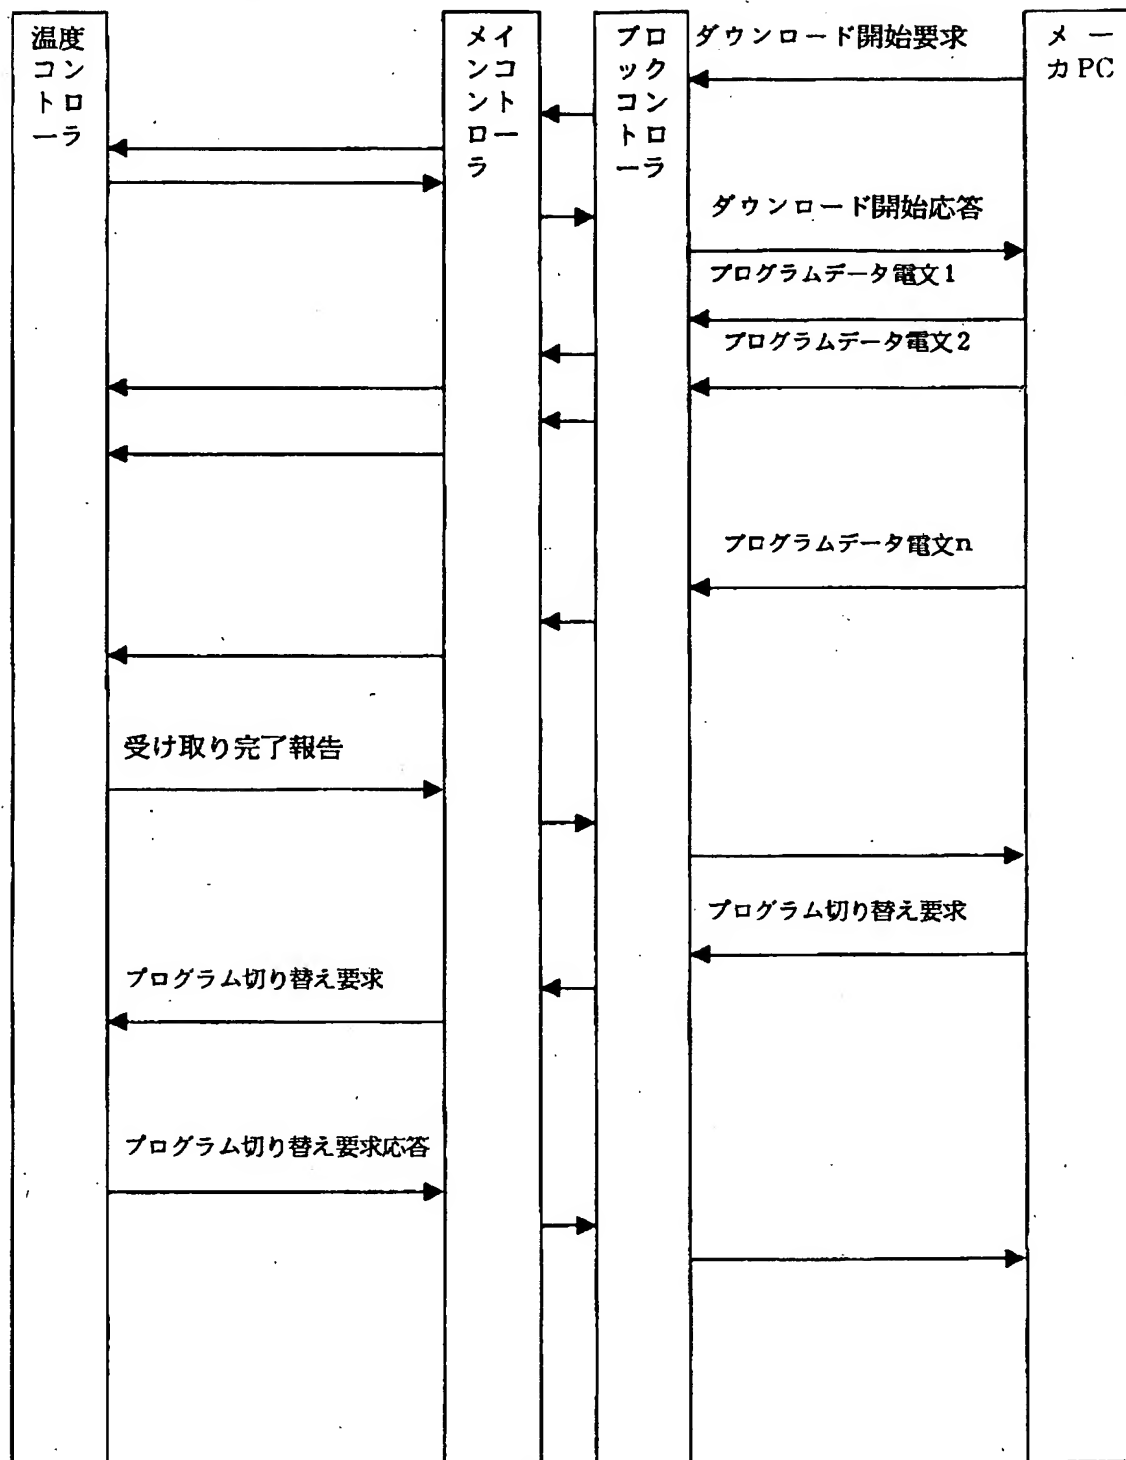 温度
コン
トロ
ーラ
メイ
ンコ
ント
ロー
ラ
ブロ
ック
コン
トロ
ーラ
メー
カPC
ダウンロード開始要求
ダウンロード開始応答
プログラムデータ電文1
プログラムデータ電文2
プログラムデータ電文n
受け取り完了報告
プログラム切り替え要求
プログラム切り替え要求
プログラム切り替え要求応答